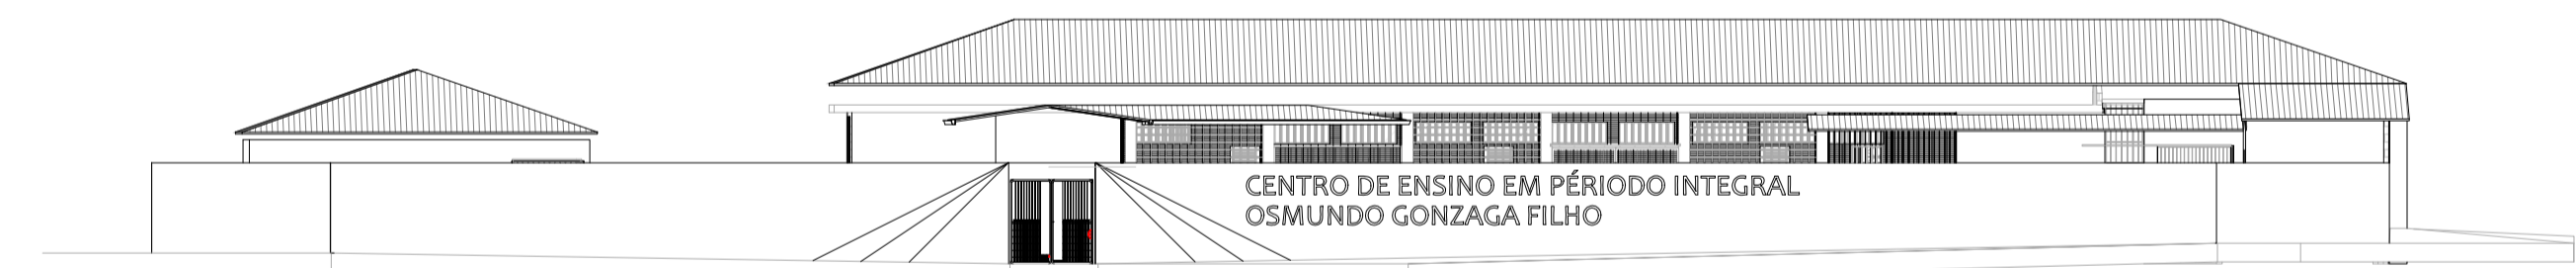 CENTRO DE ENSINO EM PÉRIODO INTEGRAL
OSMUNDO GONZAGA FILHO